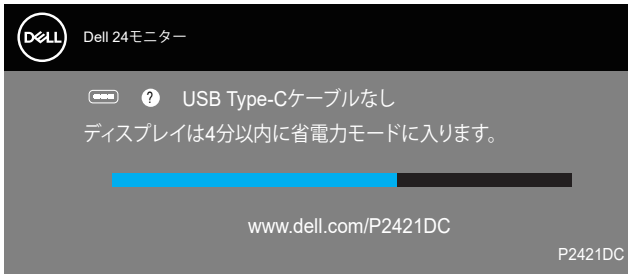 DELL
Dell 24モニター
? USB Type-Cケーブルなし
ディスプレイは4分以内に省電力モードに入ります。
www.dell.com/P2421DC
P2421DC